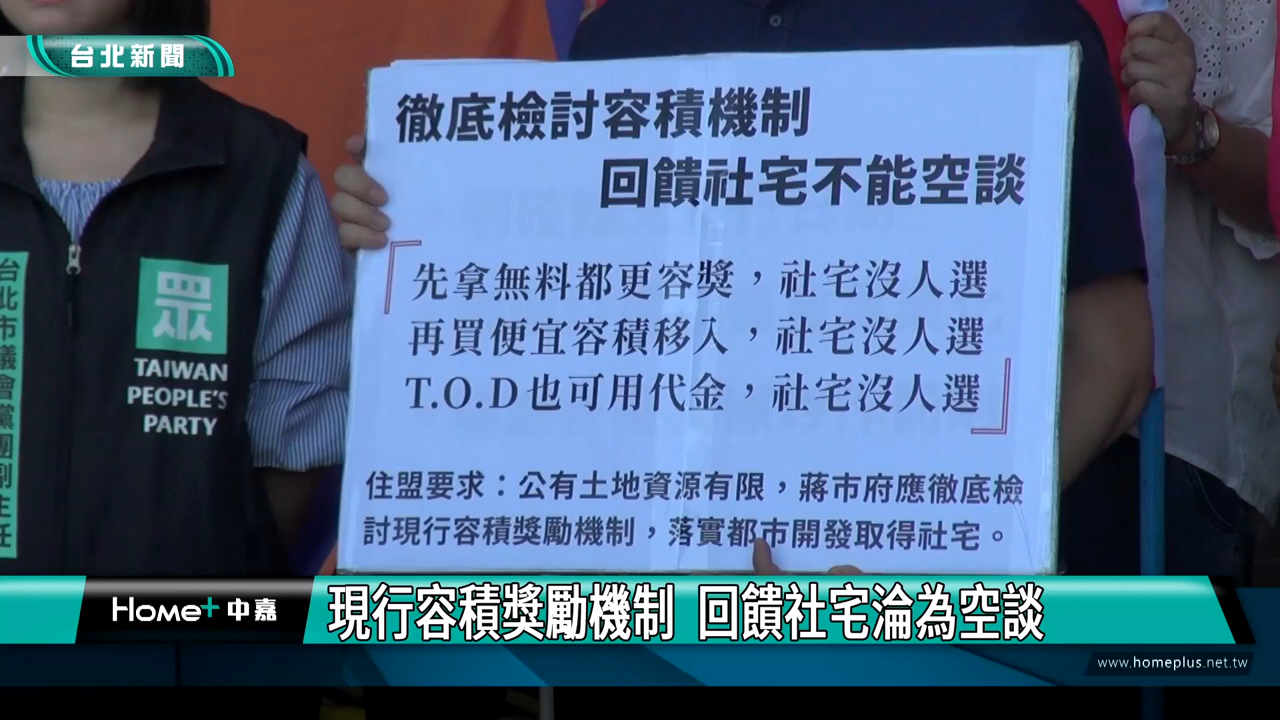 台北新聞
徹底檢討容積機制
回饋社宅不能空談
「先拿無料都更容獎，社宅沒人選
再買便宜容積移入，社宅沒人選
T.O.D也可用代金，社宅沒人選」
住盟要求：公有土地資源有限，蔣市府應徹底檢
討現行容積獎勵機制，落實都市開發取得社宅。
眾
TAIWAN
PEOPLE'S
PARTY
台北市議會黨團副主任
Home+中嘉
現行容積獎勵機制 回饋社宅淪為空談
www.homeplus.net.tw